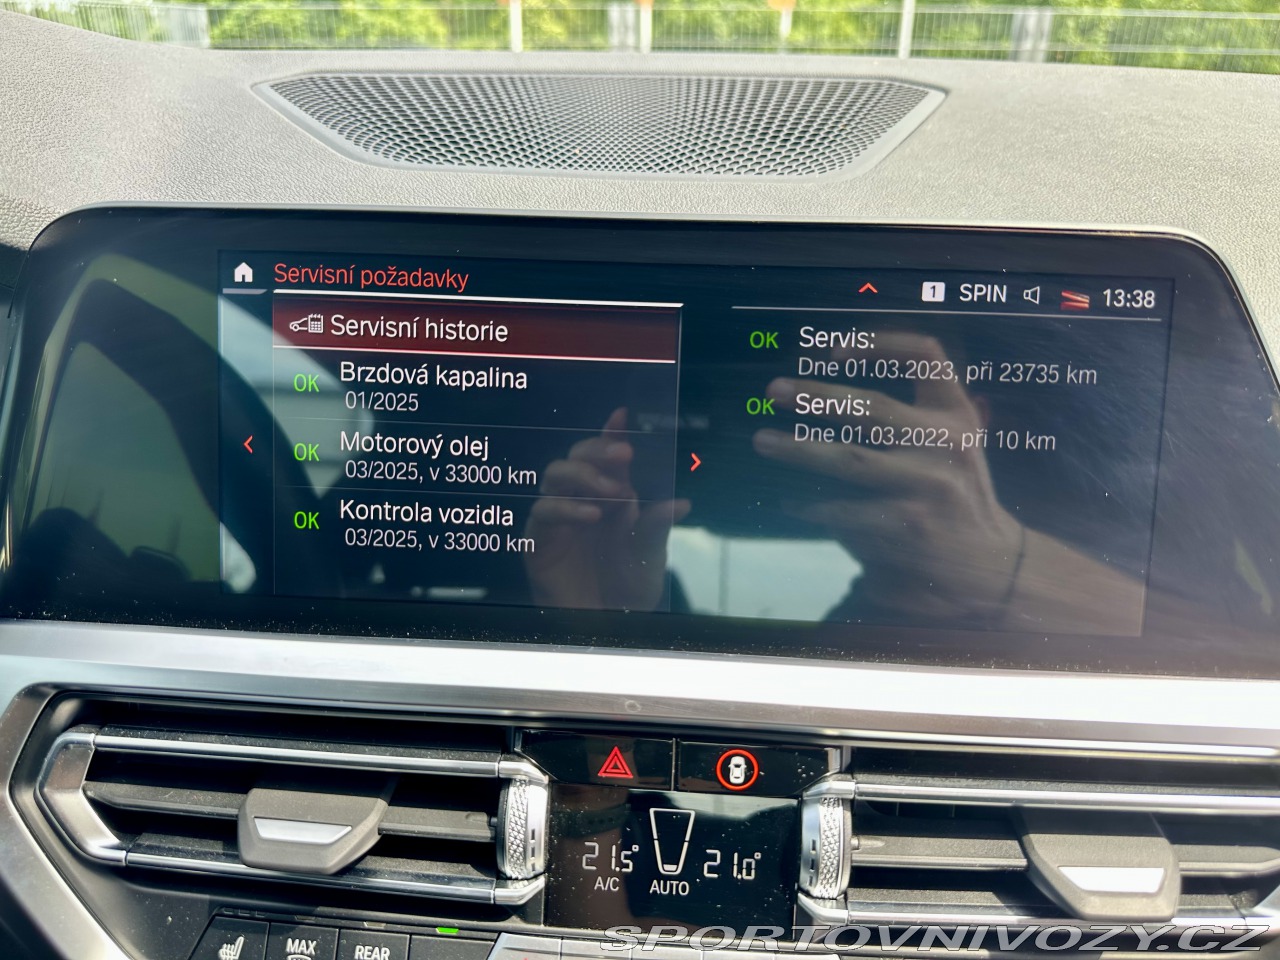 Servisní požadavky
1 SPIN 13:38
Servisní historie
OK Brzdová kapalina
01/2025
OK Motorový olej
03/2025, v 33000 km
OK Kontrola vozidla
03/2025, v 33000 km
OK Servis:
Dne 01.03.2023, při 23735 km
OK Servis:
Dne 01.03.2022, při 10 km
21.5° 21.0°
A/C AUTO
MAX
REAR
SPORTOVNIVOZY.CZ